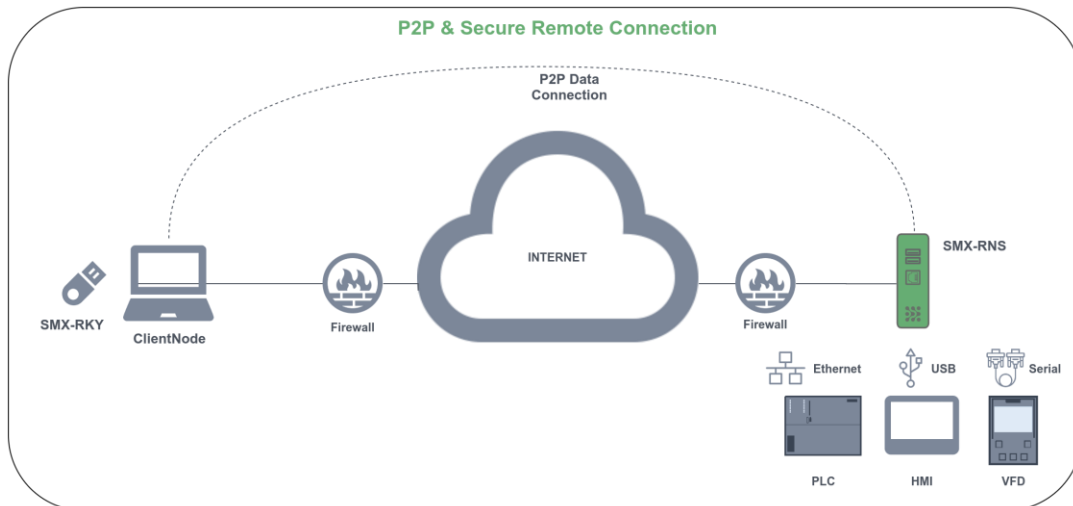 P2P & Secure Remote Connection
P2P Data
Connection
INTERNET
SMX-RNS
SMX-RKY
ClientNode
Firewall
Firewall
Ethernet
USB
Serial
PLC
HMI
VFD